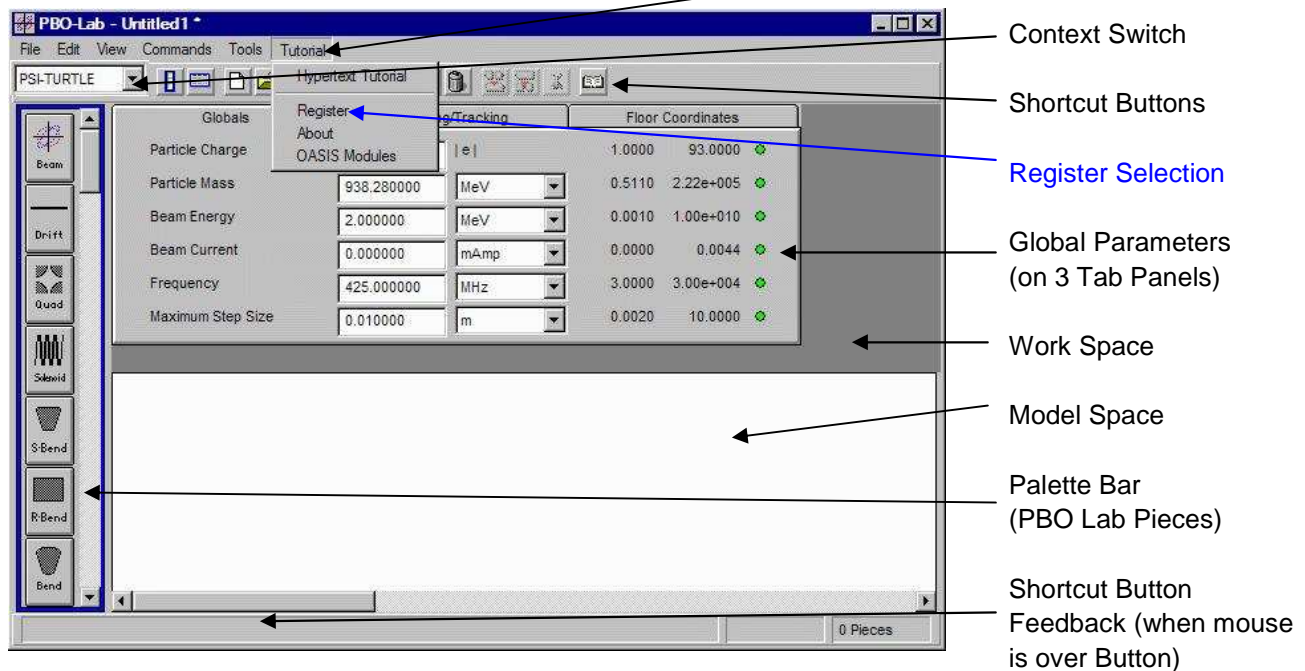 PBO-Lab - Untitled1 *
File Edit View Commands Tools Tutorial
PSI-TURTLE
Hypertext Tutorial
Register
About
OASIS Modules
Globals
g/Tracking
Floor Coordinates
Particle Charge |e| 1.0000 93.0000
Particle Mass 938.280000 MeV 0.5110 2.22e+005
Beam Energy 2.000000 MeV 0.0010 1.00e+010
Beam Current 0.000000 mAmp 0.0000 0.0044
Frequency 425.000000 MHz 3.0000 3.00e+004
Maximum Step Size 0.010000 m 0.0020 10.0000
Beam
Drift
Quad
Solenoid
S-Bend
R-Bend
Bend
0 Pieces
Context Switch
Shortcut Buttons
Register Selection
Global Parameters
(on 3 Tab Panels)
Work Space
Model Space
Palette Bar
(PBO Lab Pieces)
Shortcut Button
Feedback (when mouse
is over Button)